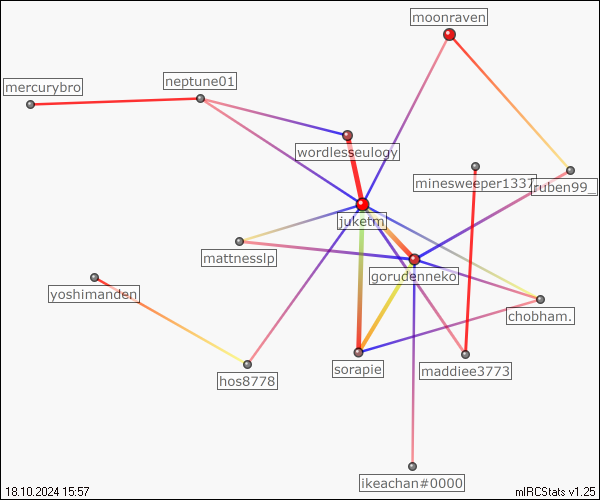 moonraven
neptune01
mercurybro
wordlesseulogy
minesweeper1337
ruben99_
juketm
mattnesslp
gorudenneko
yoshimanden
chobham.
sorapie
maddiee3773
hos8778
ikeachan#0000
18.10.2024 15:57
mIRCStats v1.25